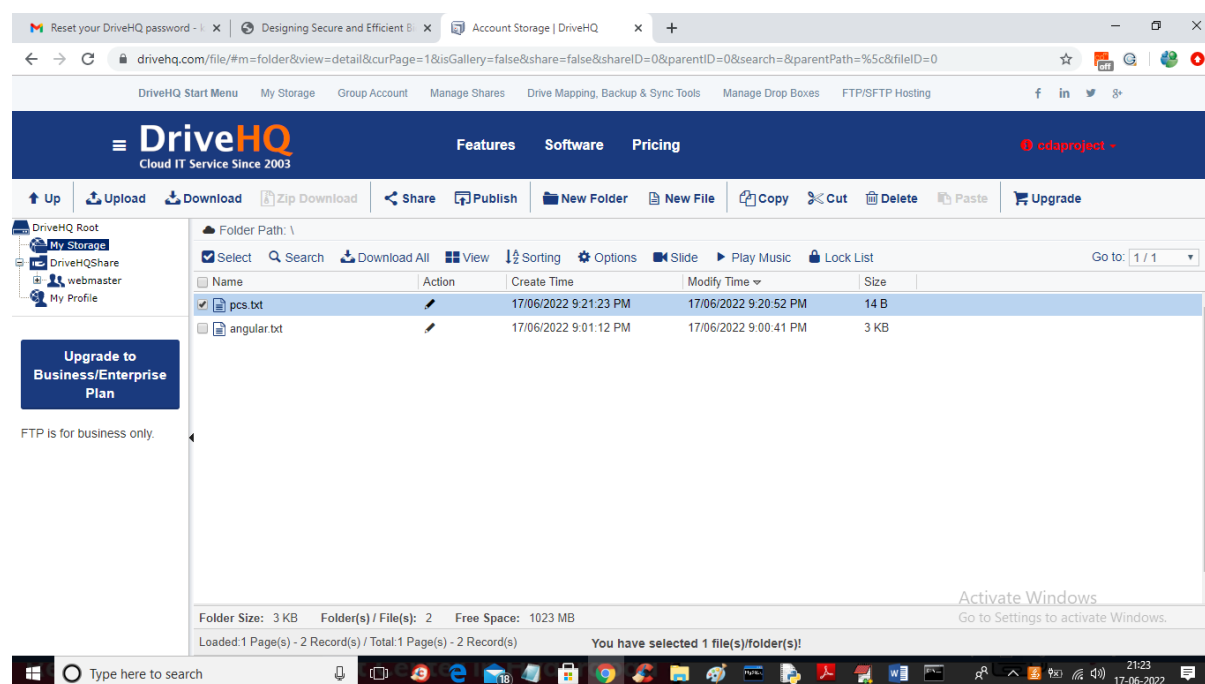 Reset your DriveHQ password - Designing Secure and Efficient Account Storage | DriveHQ
drivehq.com/file/#m=folder&view=detail&curPage=1&isGallery=false&share=false&shareID=0&parentID=0&search=&parentPath=%5c&fileID=0 off
DriveHQ Start Menu My Storage Group Account Manage Shares Drive Mapping, Backup & Sync Tools Manage Drop Boxes FTP/SFTP Hosting
DriveHQ Features Software Pricing cdaproject
Cloud IT Service Since 2003
Up Upload Download Zip Download Share Publish New Folder New File Copy Cut Delete Paste Upgrade
DriveHQ Root
My Storage
DriveHQShare
webmaster
My Profile
Upgrade to
Business/Enterprise
Plan
FTP is for business only.
Folder Path: \
Select Search Download All View Sorting Options Slide Play Music Lock List Go to: 1 / 1
Name Action Create Time Modify Time Size
pcs.txt 17/06/2022 9:21:23 PM 17/06/2022 9:20:52 PM 14 B
angular.txt 17/06/2022 9:01:12 PM 17/06/2022 9:00:41 PM 3 KB
Activate Windows
Go to Settings to activate Windows.
Folder Size: 3 KB Folder(s) / File(s): 2 Free Space: 1023 MB
Loaded:1 Page(s) - 2 Record(s) / Total:1 Page(s) - 2 Record(s) You have selected 1 file(s)/folder(s)!
Type here to search 18 21:23
17-06-2022